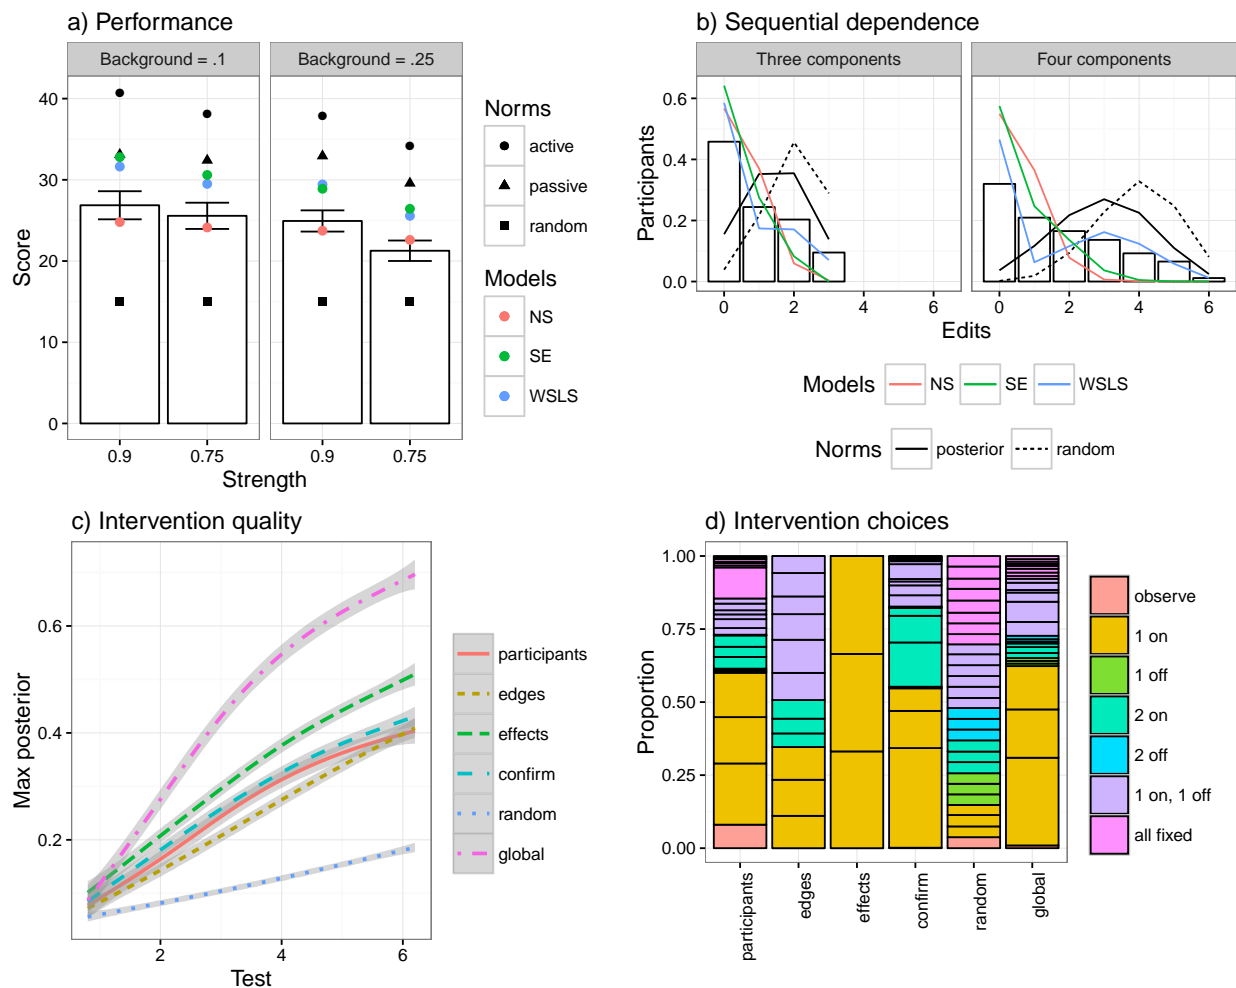 a) Performance
Background = .1
Background = .25
40
30
20
10
0
Score
0.9
0.75
0.9
0.75
Strength
Norms
active
passive
random
Models
NS
SE
WSLS
b) Sequential dependence
Three components
Four components
0.6
0.4
0.2
0.0
Participants
0 2 4 6
0 2 4 6
Edits
Models NS SE WSLS
Norms posterior random
c) Intervention quality
0.6
0.4
0.2
Max posterior
2 4 6
Test
participants
edges
effects
confirm
random
global
d) Intervention choices
1.00
0.75
0.50
0.25
0.00
Proportion
participants
edges
effects
confirm
random
global
observe
1 on
1 off
2 on
2 off
1 on, 1 off
all fixed